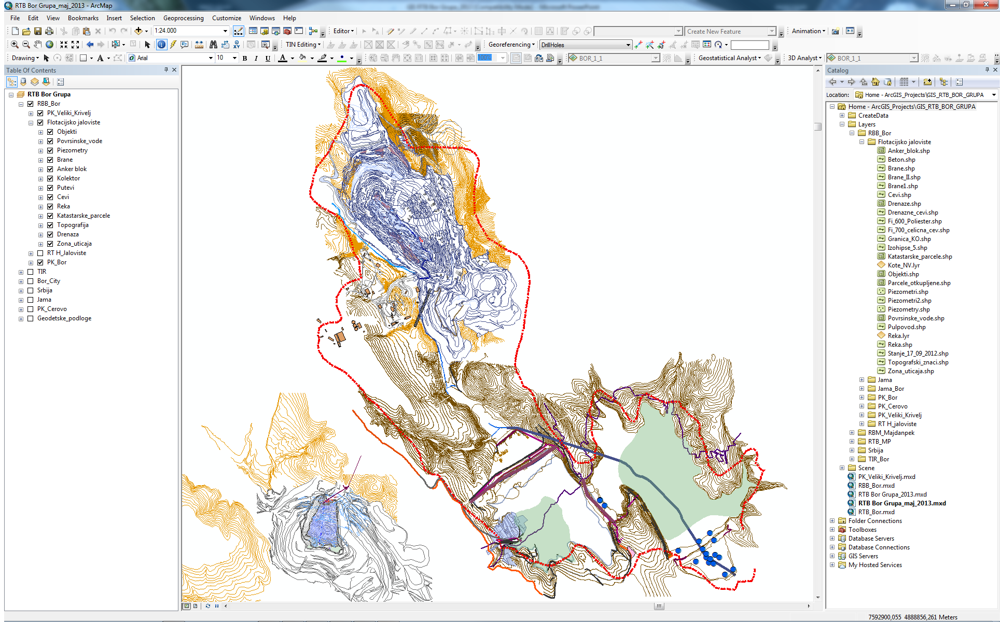 RTB Bor Grupa_maj_2013 - ArcMap
File Edit View Bookmarks Insert Selection Geoprocessing Customize Windows Help
1:24.000 Editor Create New Feature Animation
TIN Editing Georeferencing DrillHoles
Drawing Arial 10 B I U A 100% BOR_1_1 Geostatistical Analyst 3D Analyst BOR_1_1
Table Of Contents
RTB Bor Grupa
RBB_Bor
PK_Veliki_Krivelj
Flotacijsko jaloviste
Objekti
Povrsinske_vode
Piezometry
Brane
Anker blok
Kolektor
Putevi
Cevi
Reka
Katastarske_parcele
Topografija
Drenaza
Zona_uticaja
RT H_Jaloviste
PK_Bor
TIR
Bor_City
Srbija
Jama
PK_Cerovo
Geodetske_podloge
Catalog
Location: Home - ArcGIS_Projects\GIS_RTB_BOR_GRUPA
Home - ArcGIS_Projects\GIS_RTB_BOR_GRUPA
CreateData
Layers
RBB_Bor
Flotacijsko jaloviste
Anker_blok.shp
Beton.shp
Brane.shp
Brane_II.shp
Brane1.shp
Cevi.shp
Drenaze.shp
Drenazne_cevi.shp
Fi_600_Poliester.shp
Fi_700_celicna_cev.shp
Granica_KO.shp
Izohipse_5.shp
Katastarske_parcele.shp
Kote_NV.lyr
Objekti.shp
Parcele_otkupljene.shp
Piezometri.shp
Piezometri2.shp
Piezometry.shp
Povrsinske_vode.shp
Pulpovod.shp
Reka.lyr
Reka.shp
Stanje_17_09_2012.shp
Topografski_znaci.shp
Zona_uticaja.shp
Jama
Jama_Bor
PK_Bor
PK_Cerovo
PK_Veliki_Krivelj
RT H_jaloviste
RBM_Majdanpek
RTB_MP
Srbija
TIR_Bor
Scene
PK_Veliki_Krivelj.mxd
RBB_Bor.mxd
RTB Bor Grupa_2013.mxd
RTB Bor Grupa_maj_2013.mxd
RTB_Bor.mxd
Folder Connections
Toolboxes
Database Servers
Database Connections
GIS Servers
My Hosted Services
7592900,055 4888856,261 Meters